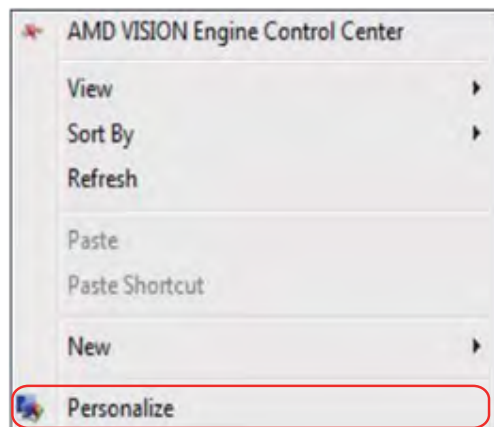 AMD VISION Engine Control Center
View
Sort By
Refresh
Paste
Paste Shortcut
New
Personalize